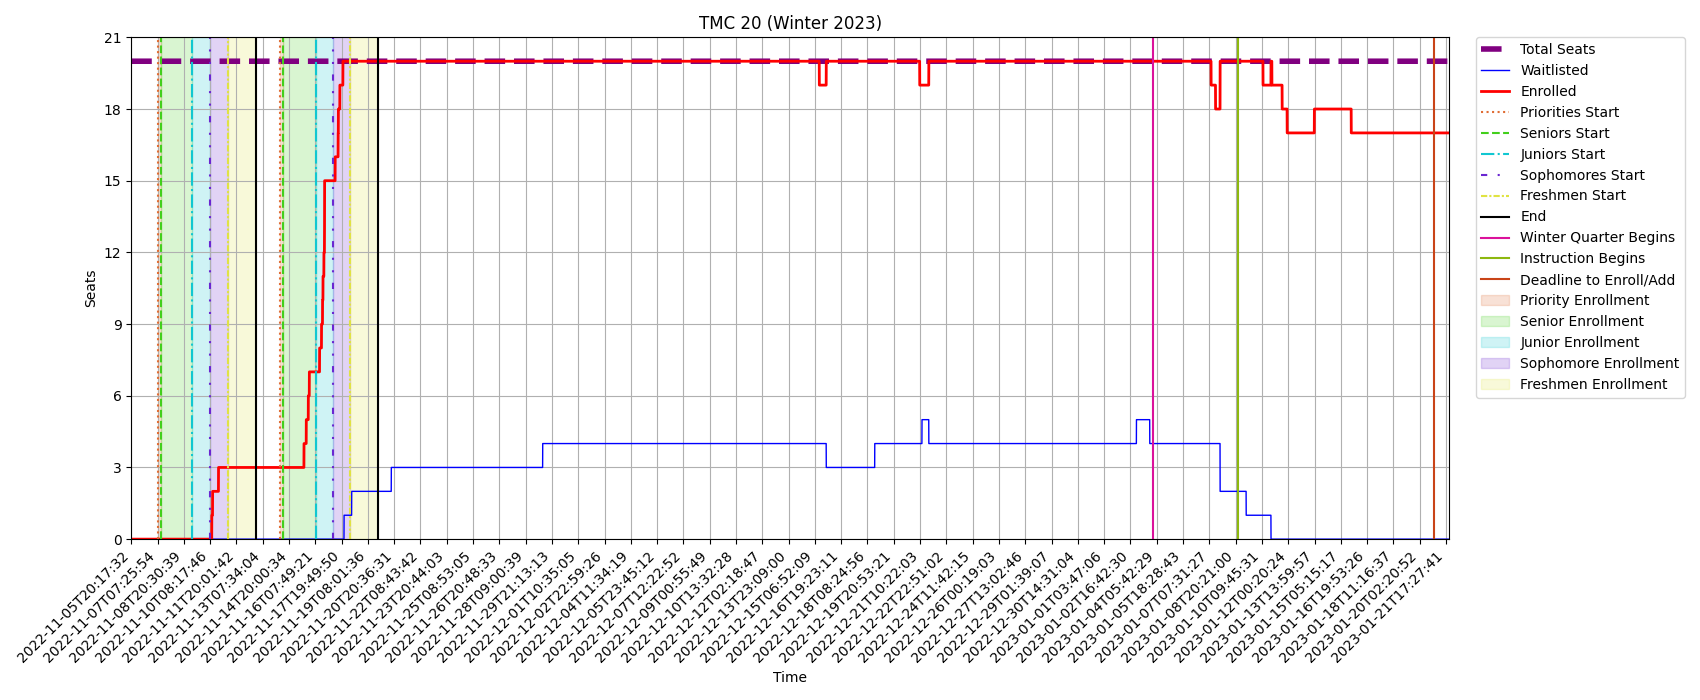 TMC 20 (Winter 2023)
21
18
15
12
9
6
3
0
Seats
2022-11-05T20:17:32
2022-11-07T07:25:54
2022-11-08T20:30:39
2022-11-10T08:17:46
2022-11-11T20:01:42
2022-11-13T07:34:04
2022-11-14T20:00:34
2022-11-16T07:49:21
2022-11-17T19:49:50
2022-11-19T08:01:36
2022-11-20T20:36:31
2022-11-22T08:43:42
2022-11-23T20:44:03
2022-11-25T08:53:05
2022-11-26T20:48:33
2022-11-28T09:00:39
2022-11-29T21:13:13
2022-12-01T10:35:05
2022-12-02T22:59:26
2022-12-04T11:34:19
2022-12-05T23:45:12
2022-12-07T12:22:52
2022-12-09T00:55:49
2022-12-10T13:32:28
2022-12-12T02:18:47
2022-12-13T23:09:00
2022-12-15T06:52:09
2022-12-16T19:23:11
2022-12-18T08:24:56
2022-12-19T20:53:21
2022-12-21T10:22:03
2022-12-22T22:51:02
2022-12-24T11:42:15
2022-12-26T00:19:03
2022-12-27T13:02:46
2022-12-29T01:39:07
2022-12-30T14:31:04
2023-01-01T03:47:06
2023-01-02T16:42:30
2023-01-04T05:42:29
2023-01-05T18:28:43
2023-01-07T07:31:27
2023-01-08T20:21:00
2023-01-10T09:45:31
2023-01-12T00:20:24
2023-01-13T13:59:57
2023-01-15T05:15:17
2023-01-16T19:53:26
2023-01-18T11:16:37
2023-01-20T02:20:52
2023-01-21T17:27:41
Time
Total Seats
Waitlisted
Enrolled
Priorities Start
Seniors Start
Juniors Start
Sophomores Start
Freshmen Start
End
Winter Quarter Begins
Instruction Begins
Deadline to Enroll/Add
Priority Enrollment
Senior Enrollment
Junior Enrollment
Sophomore Enrollment
Freshmen Enrollment